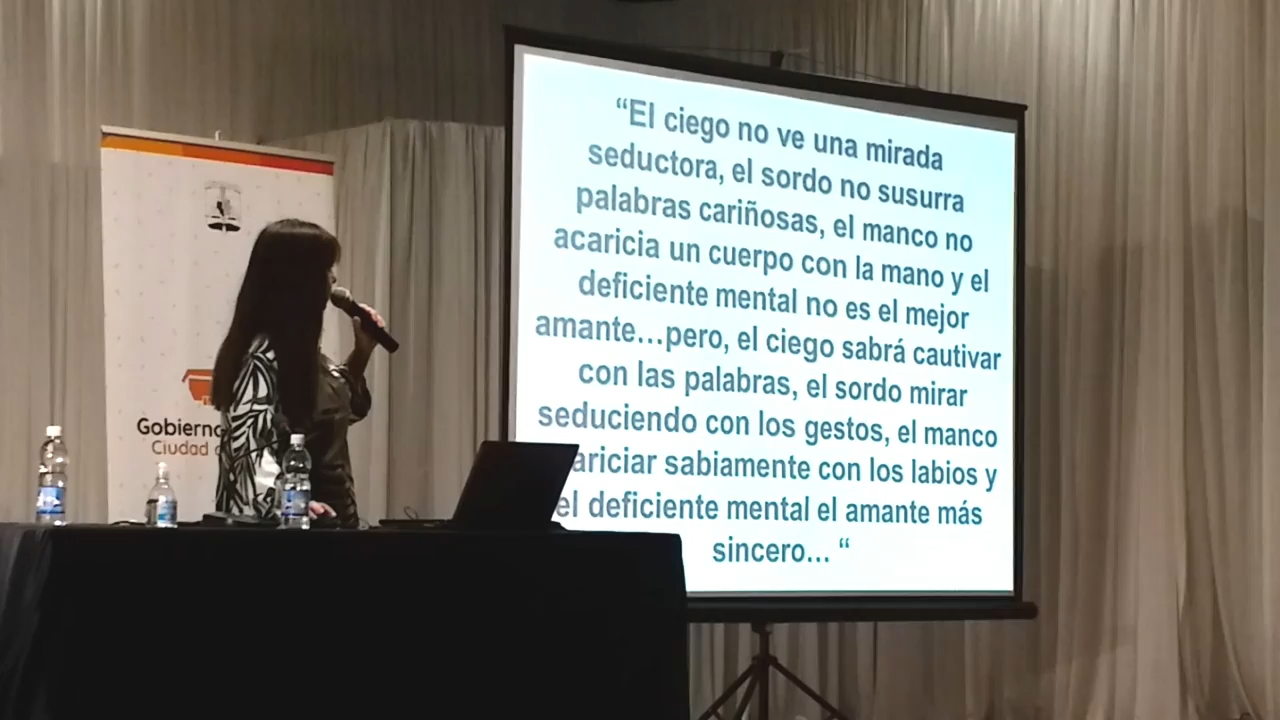 Gobierno
Ciudad
“El ciego no ve una mirada
seductora, el sordo no susurra
palabras cariñosas, el manco no
acaricia un cuerpo con la mano y el
deficiente mental no es el mejor
amante...pero, el ciego sabrá cautivar
con las palabras, el sordo mirar
seduciendo con los gestos, el manco
ariciar sabiamente con los labios y
el deficiente mental el amante más
sincero... “